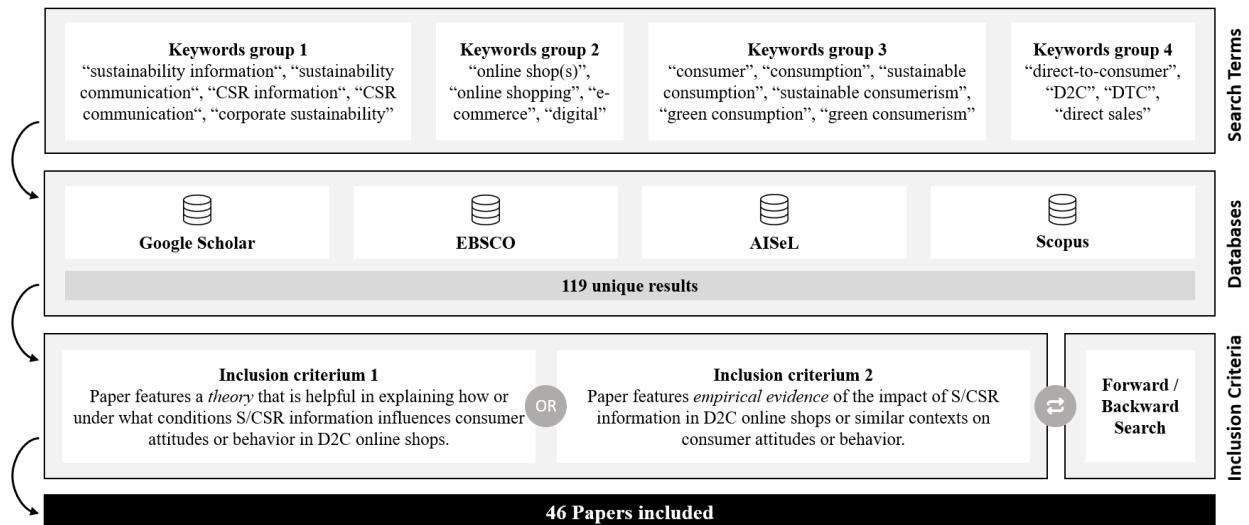 Keywords group 1
“sustainability information“, “sustainability
communication“, “CSR information“, “CSR
communication“, “corporate sustainability”
Keywords group 2
“online shop(s)”,
“online shopping”, “e-
commerce”, “digital”
Keywords group 3
“consumer”, “consumption”, “sustainable
consumption”, “sustainable consumerism”,
“green consumption”, “green consumerism”
Keywords group 4
“direct-to-consumer”,
“D2C”, “DTC”,
“direct sales”
Search Terms
Google Scholar
EBSCO
AISeL
Scopus
119 unique results
Databases
Inclusion criterium 1
Paper features a theory that is helpful in explaining how or
under what conditions S/CSR information influences consumer
attitudes or behavior in D2C online shops.
OR
Inclusion criterium 2
Paper features empirical evidence of the impact of S/CSR
information in D2C online shops or similar contexts on
consumer attitudes or behavior.
Forward /
Backward
Search
Inclusion Criteria
46 Papers included